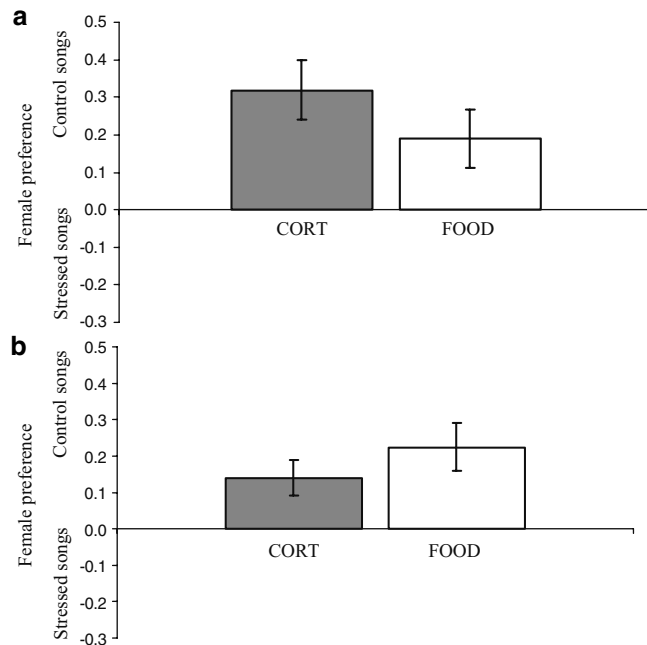 a
Female preference
Stressed songs Control songs
0.5
0.4
0.3
0.2
0.1
0.0
-0.1
-0.2
-0.3
CORT FOOD
b
Female preference
Stressed songs Control songs
0.5
0.4
0.3
0.2
0.1
0.0
-0.1
-0.2
-0.3
CORT FOOD